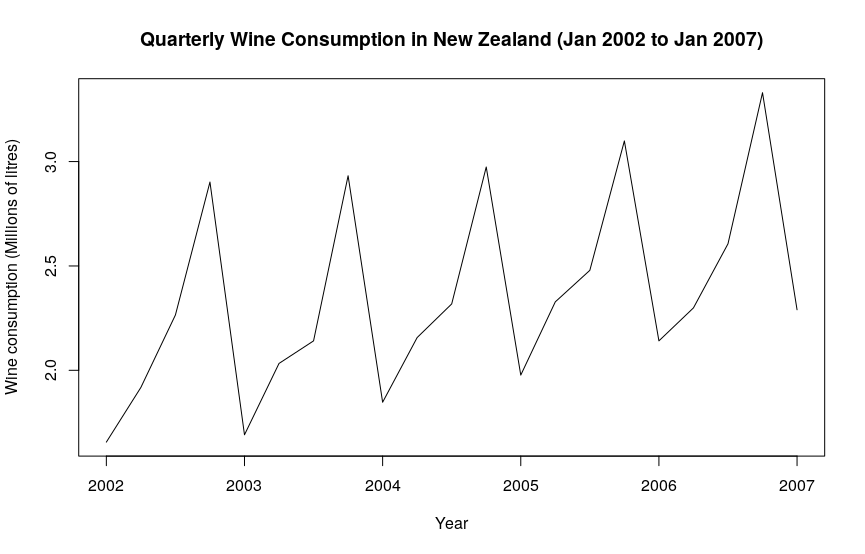 Quarterly Wine Consumption in New Zealand (Jan 2002 to Jan 2007)
Wine consumption (Millions of litres)
3.0
2.5
2.0
2002 2003 2004 2005 2006 2007
Year